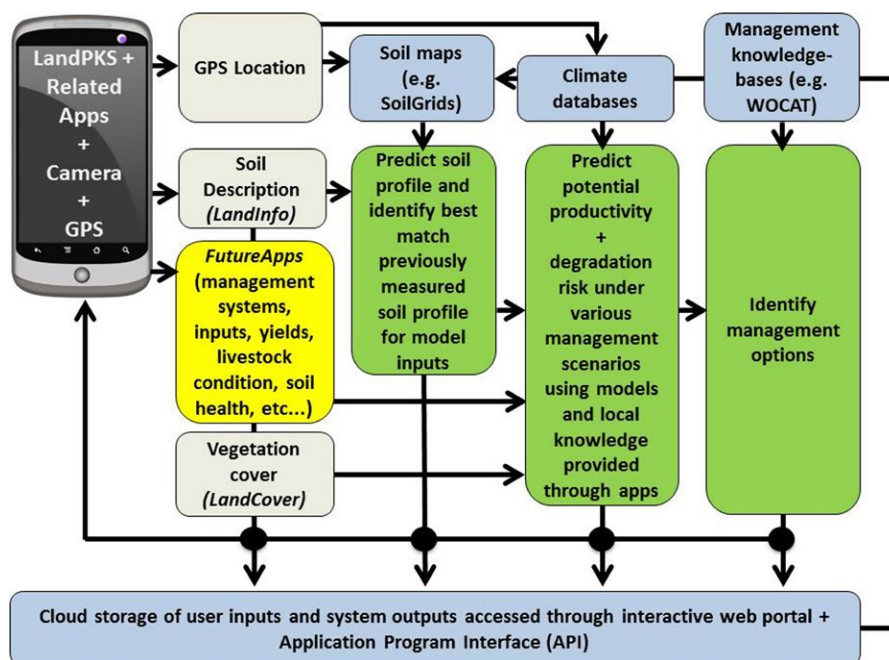 LandPKS +
Related
Apps
+
Camera
+
GPS
GPS Location
Soil maps
(e.g.
SoilGrids)
Climate
databases
Management
knowledge-
bases (e.g.
WOCAT)
Soil
Description
(LandInfo)
FutureApps
(management
systems,
inputs, yields,
livestock
condition, soil
health, etc...)
Vegetation
cover
(LandCover)
Predict soil
profile and
identify best
match
previously
measured
soil profile
for model
inputs
Predict
potential
productivity
+
degradation
risk under
various
management
scenarios
using models
and local
knowledge
provided
through apps
Identify
management
options
Cloud storage of user inputs and system outputs accessed through interactive web portal +
Application Program Interface (API)